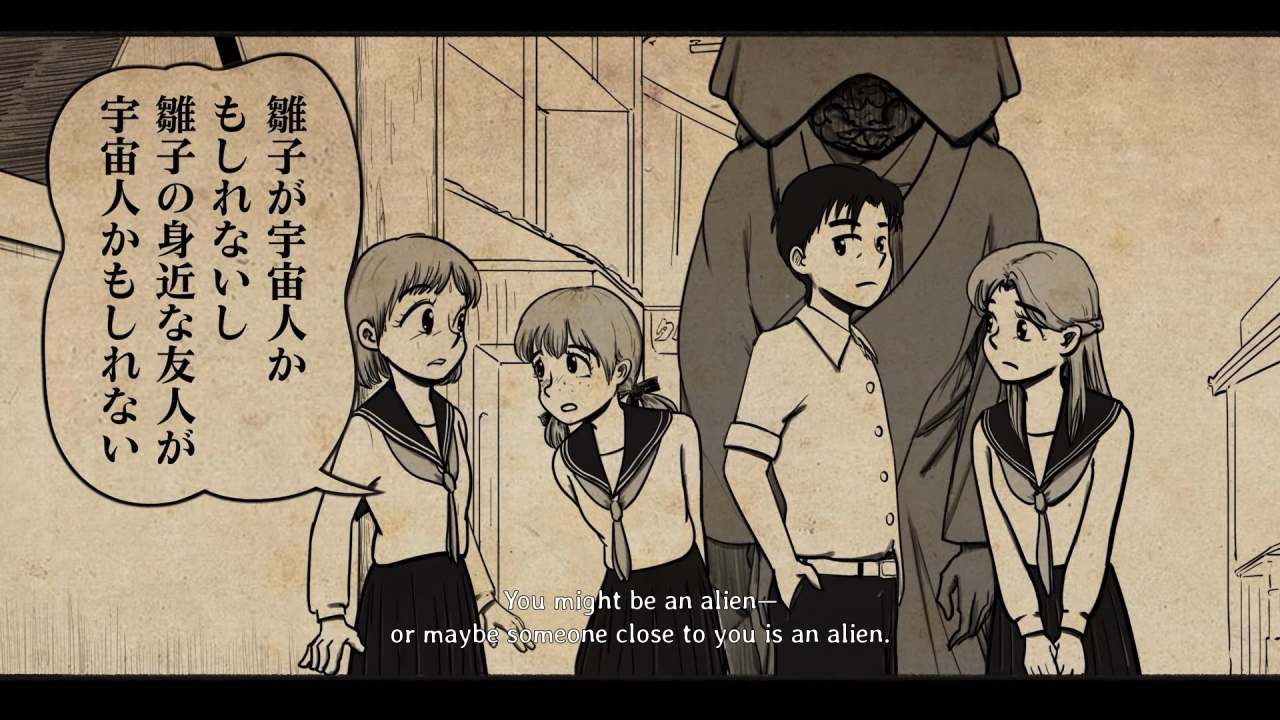 雛子が宇宙人か
もしれないし
雛子の身近な友人が
宇宙人かもしれない
You might be an alien—
or maybe someone close to you is an alien.